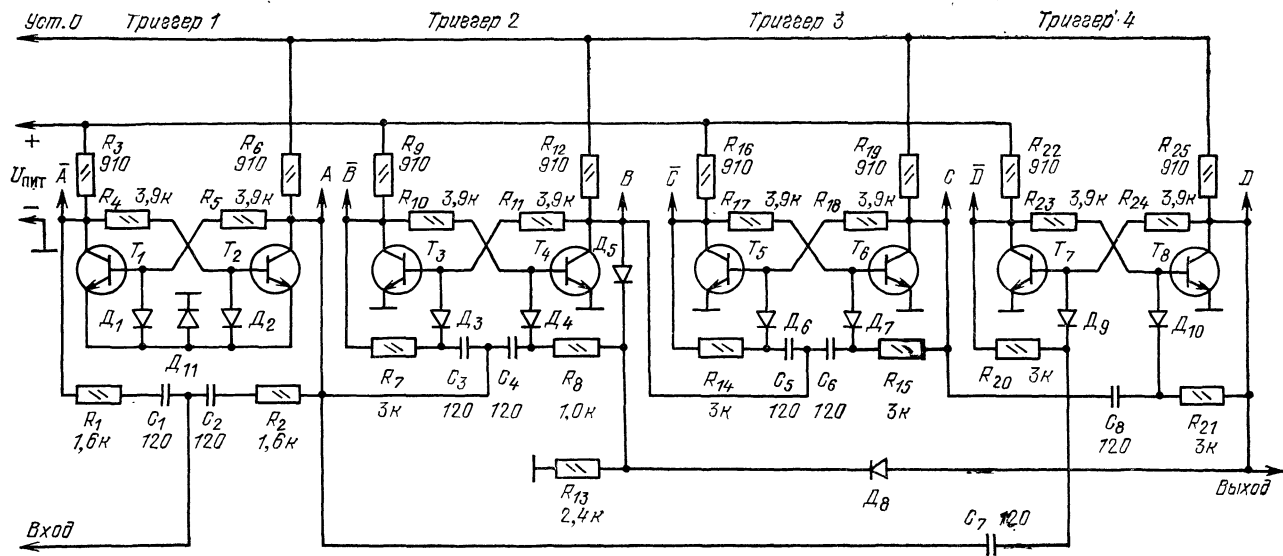 Уст.0 Триггер 1 Триггер 2 Триггер 3 Триггер 4
+
Uпит
–
R3 910
R6 910
R9 910
R12 910
R16 910
R19 910
R22 910
R25 910
A̅ A B̅ B C̅ C D̅ D
R4 3,9к R5 3,9к R10 3,9к R11 3,9к R17 3,9к R18 3,9к R23 3,9к R24 3,9к
T1 T2 T3 T4 Д5 T5 T6 T7 T8
Д1 Д11 Д2 Д3 Д4 Д6 Д7 Д9 Д10
R7 3к
C3 120
C4 120
R8 1,0к
R14 3к
C5 120
C6 120
R15 3к
R20 3к
R1 1,6к
C1 120
C2 120
R2 1,6к
C8 120
R21 3к
R13 2,4к
Д8
Выход
C7 120
Вход